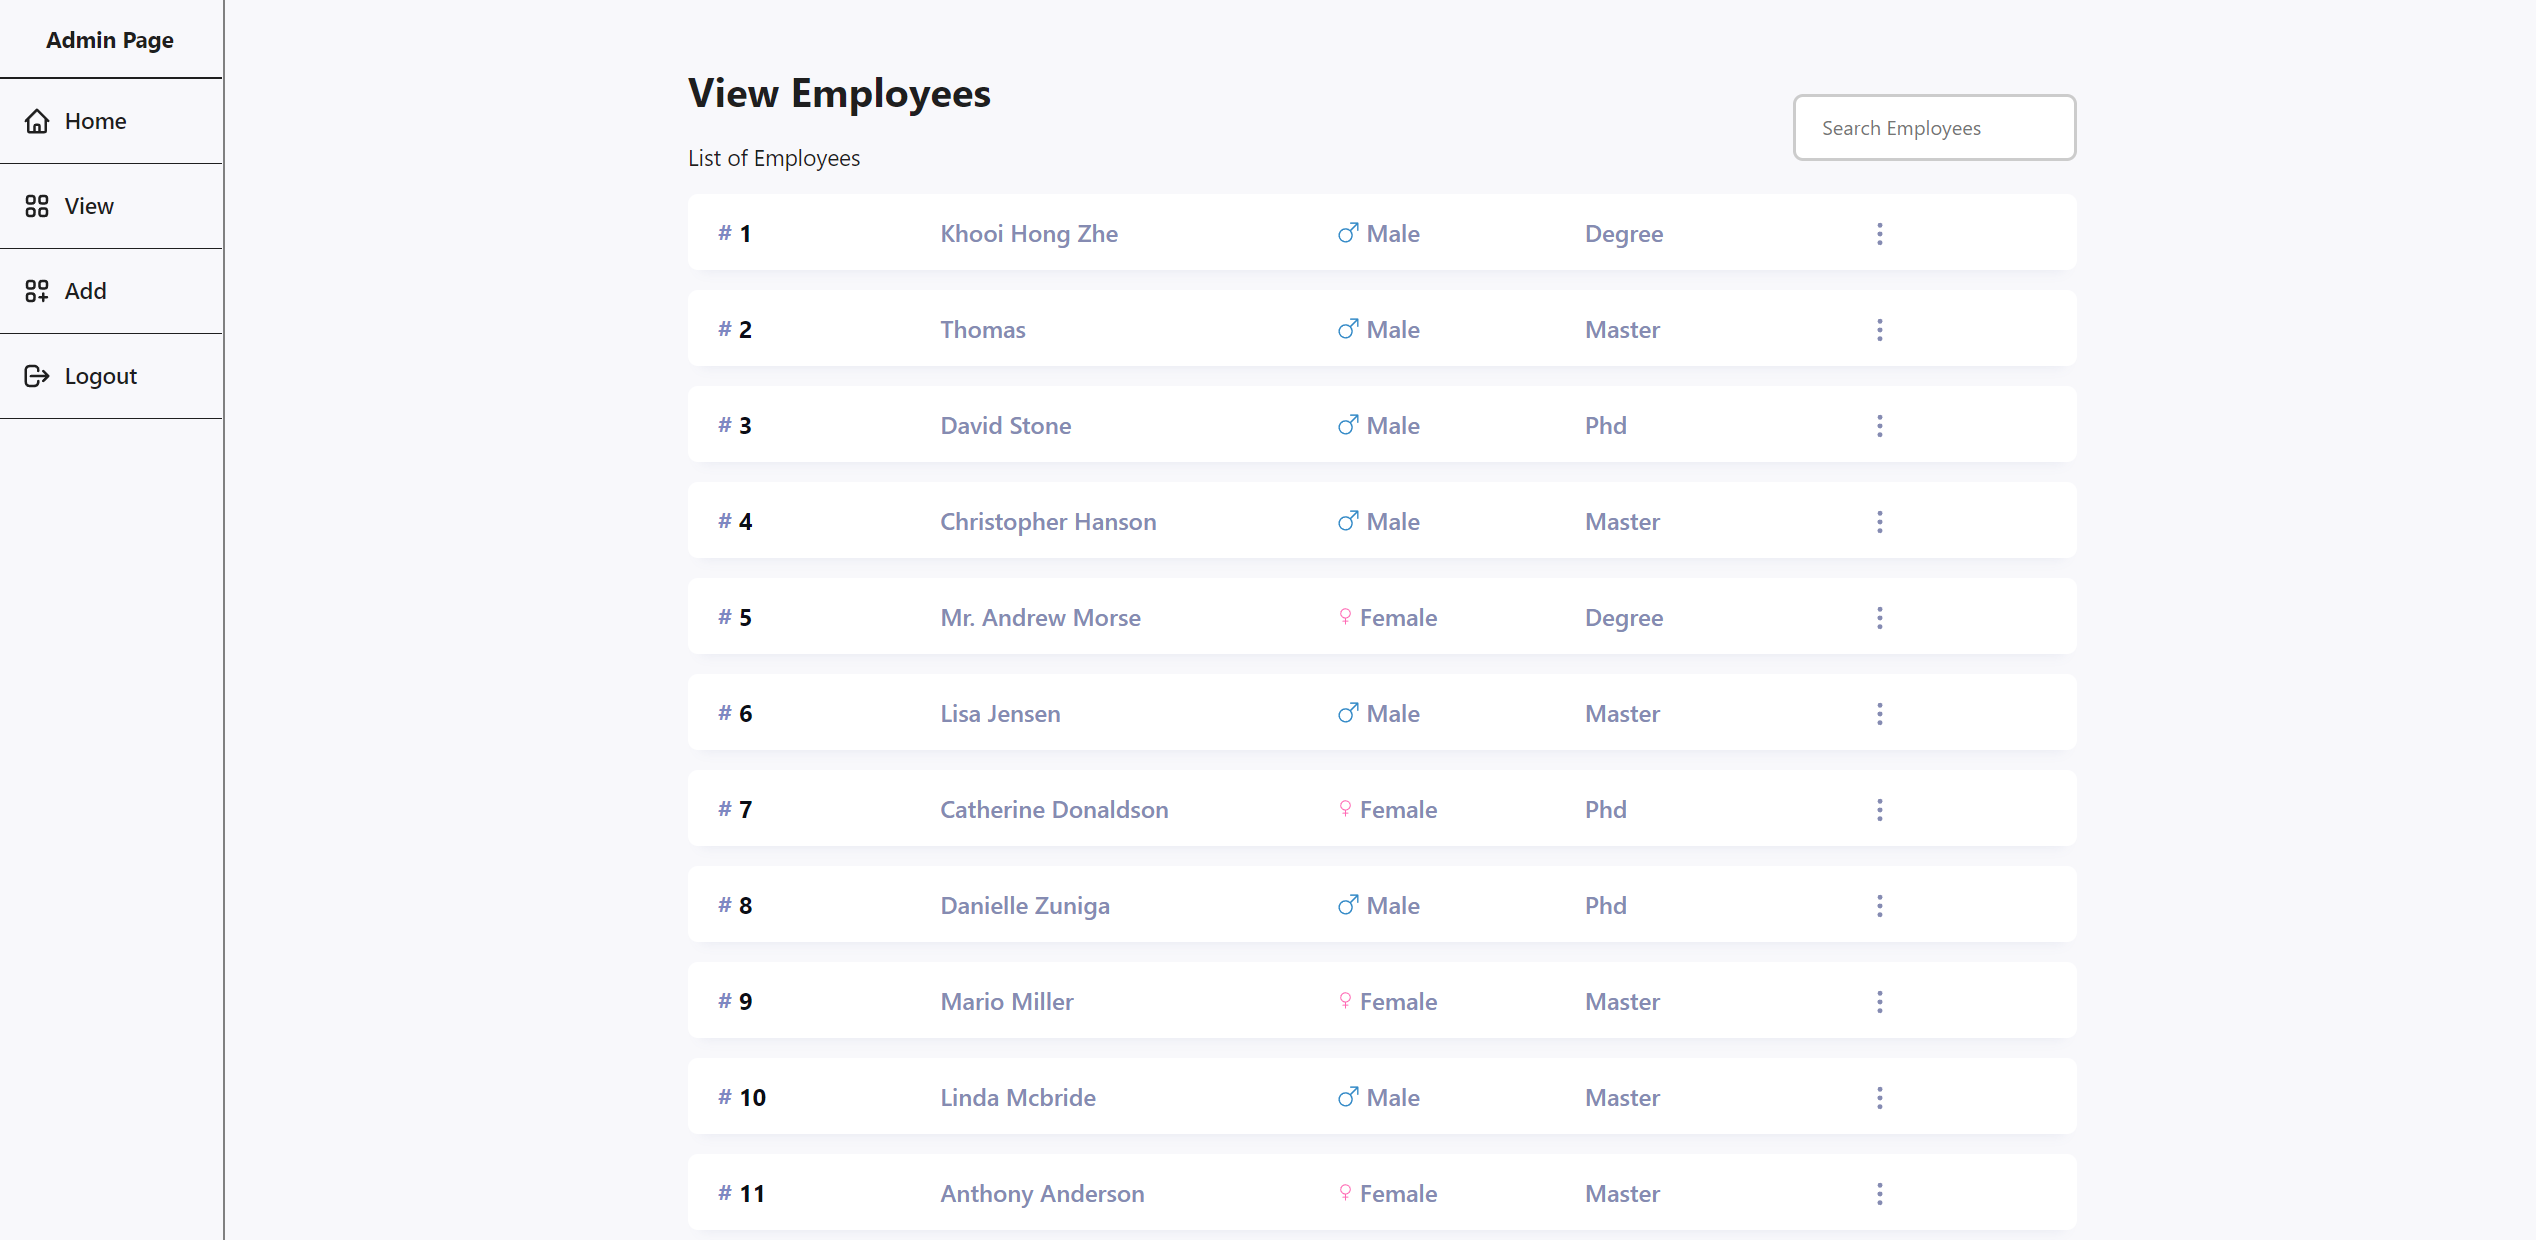 Admin Page
Home
View
Add
Logout
View Employees
Search Employees
List of Employees
# 1 Khooi Hong Zhe ♂ Male Degree
# 2 Thomas ♂ Male Master
# 3 David Stone ♂ Male Phd
# 4 Christopher Hanson ♂ Male Master
# 5 Mr. Andrew Morse ♀ Female Degree
# 6 Lisa Jensen ♂ Male Master
# 7 Catherine Donaldson ♀ Female Phd
# 8 Danielle Zuniga ♂ Male Phd
# 9 Mario Miller ♀ Female Master
# 10 Linda Mcbride ♂ Male Master
# 11 Anthony Anderson ♀ Female Master